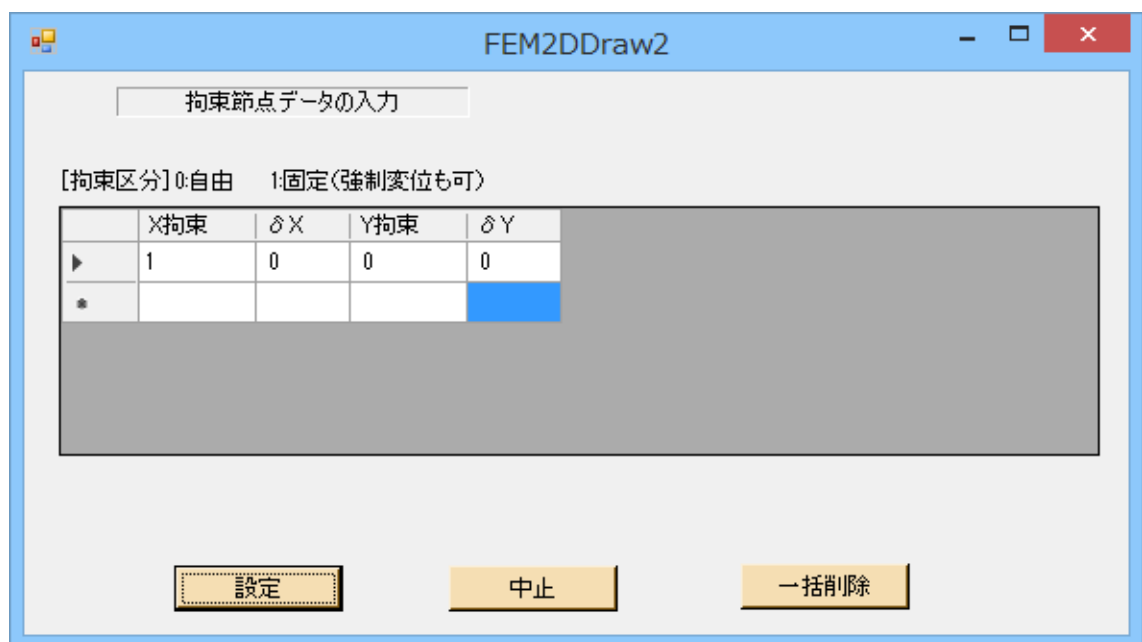 FEM2DDraw2
拘束節点データの入力
[拘束区分] 0:自由 1:固定(強制変位も可)
X拘束 δX Y拘束 δY
1 0 0 0
設定 中止 一括削除